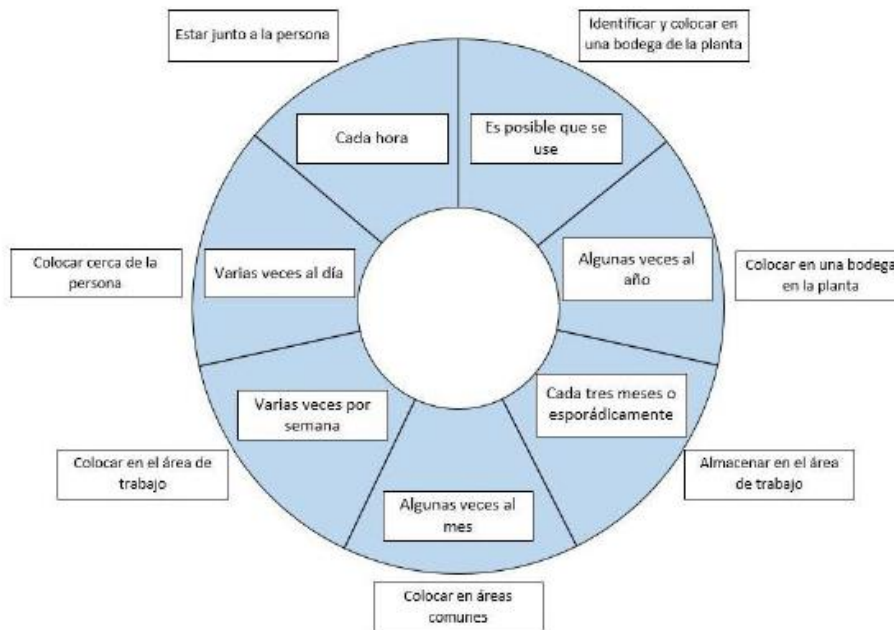 Estar junto a la persona
Identificar y colocar en
una bodega de la planta
Cada hora
Es posible que se
use
Colocar cerca de la
persona
Varias veces al día
Algunas veces al
año
Colocar en una bodega
en la planta
Varias veces por
semana
Cada tres meses o
esporádicamente
Colocar en el área de
trabajo
Almacenar en el área
de trabajo
Algunas veces al
mes
Colocar en áreas
comunes